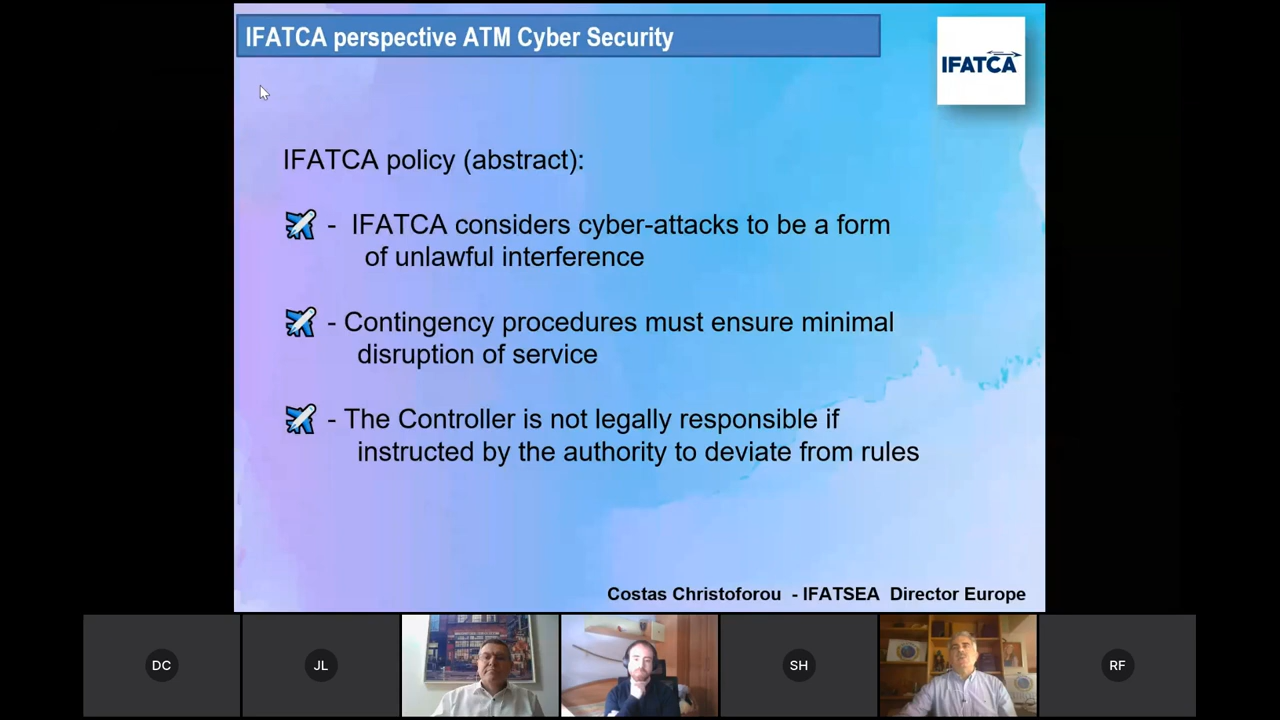 IFATCA perspective ATM Cyber Security
IFATCA
IFATCA policy (abstract):
- IFATCA considers cyber-attacks to be a form
of unlawful interference
- Contingency procedures must ensure minimal
disruption of service
- The Controller is not legally responsible if
instructed by the authority to deviate from rules
Costas Christoforou - IFATSEA Director Europe
DC
JL
SH
RF